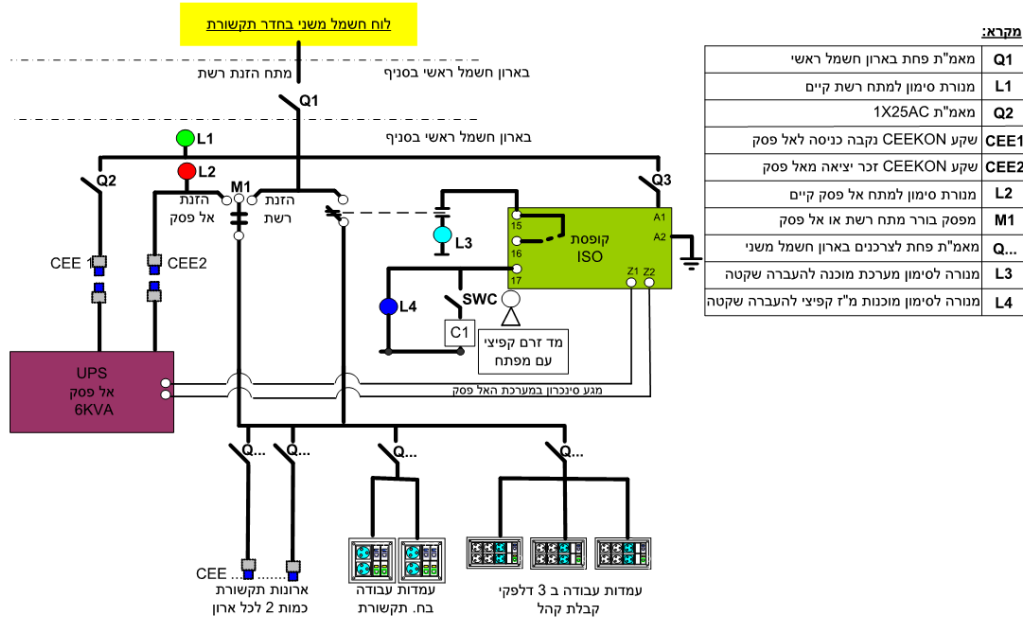 לוח חשמל משני בחדר תקשורת
מתח הזנת רשת
בארון חשמל ראשי בסניף
Q1
בארון חשמל ראשי בסניף
L1
L2
Q2
M1
הזנת
אל פסק
הזנת
רשת
Q3
A1
A2
15
16
17
קופסת
ISO
Z1 Z2
L3
L4
SWC
C1
מד זרם קפיצי
עם מפתח
CEE 1
CEE2
UPS
אל פסק
6KVA
מגע סינכרון במערכת האל פסק
Q...
Q...
Q...
Q...
CEE ..........
ארונות תקשורת
כמות 2 לכל ארון
עמדות עבודה
בח. תקשורת
עמדות עבודה ב 3 דלפקי
קבלת קהל
מקרא:
Q1 מאמ"ת פחת בארון חשמל ראשי
L1 מנורת סימון למתח רשת קיים
Q2 מאמ"ת 1X25AC
CEE1 שקע CEEKON נקבה כניסה לאל פסק
CEE2 שקע CEEKON זכר יציאה מאל פסק
L2 מנורת סימון למתח אל פסק קיים
M1 מפסק בורר מתח רשת או אל פסק
Q... מאמ"ת פחת לצרכנים בארון חשמל משני
L3 מנורה לסימון מערכת מוכנה להעברה שקטה
L4 מנורה לסימון מוכנות מ"ז קפיצי להעברה שקטה